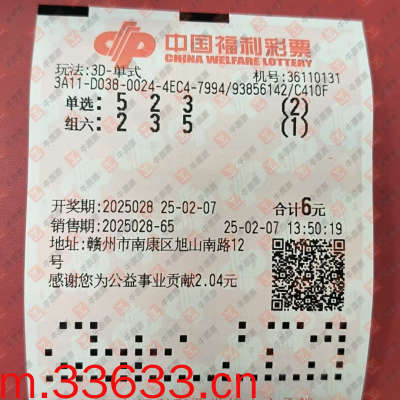 中国福利彩票
CHINA WELFARE LOTTERY
玩法:3D-单式 机号:36110131
3A11-D038-0024-4EC4-7994/93856142/C410F
单选: 5 2 3 (2)
组六: 2 3 5 (1)
开奖期:2025028 25-02-07 合计6元
销售期:2025028-65 25-02-07 13:50:19
地址:赣州市南康区旭山南路12
号
感谢您为公益事业贡献2.04元
m.33633.cn